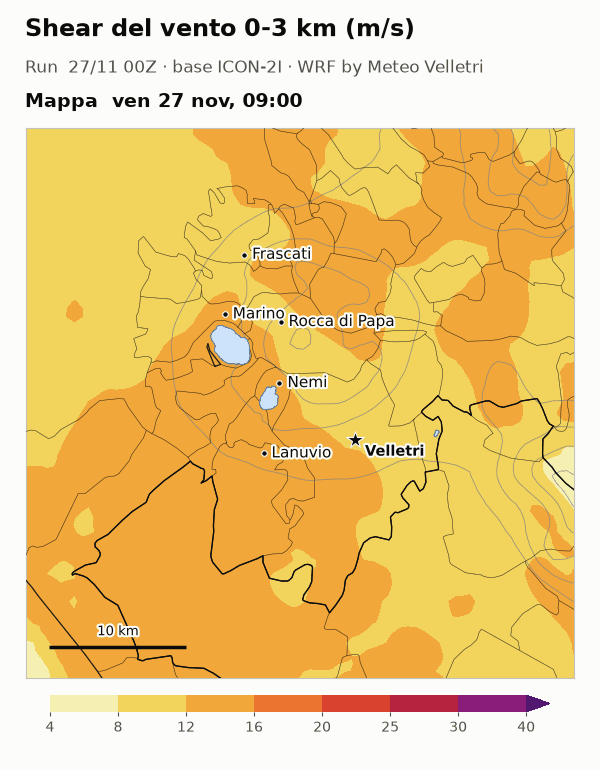 Shear del vento 0-3 km (m/s)
Run  27/11 00Z · base ICON-2I · WRF by Meteo Velletri
Mappa  ven 27 nov, 09:00
Frascati
Marino
Rocca di Papa
Nemi
Velletri
Lanuvio
10 km
4 8 12 16 20 25 30 40